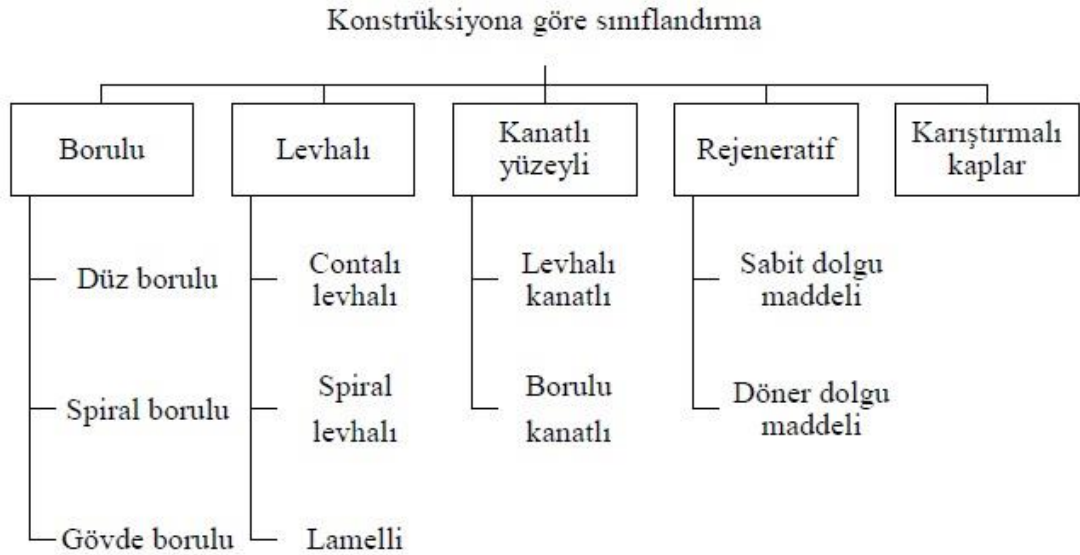 Konstrüksiyona göre sınıflandırma
Borulu
Levhalı
Kanatlı
yüzeyli
Rejeneratif
Karıştırmalı
kaplar
Düz borulu
Contalı
levhalı
Levhalı
kanatlı
Sabit dolgu
maddeli
Spiral borulu
Spiral
levhalı
Borulu
kanatlı
Döner dolgu
maddeli
Gövde borulu
Lamelli